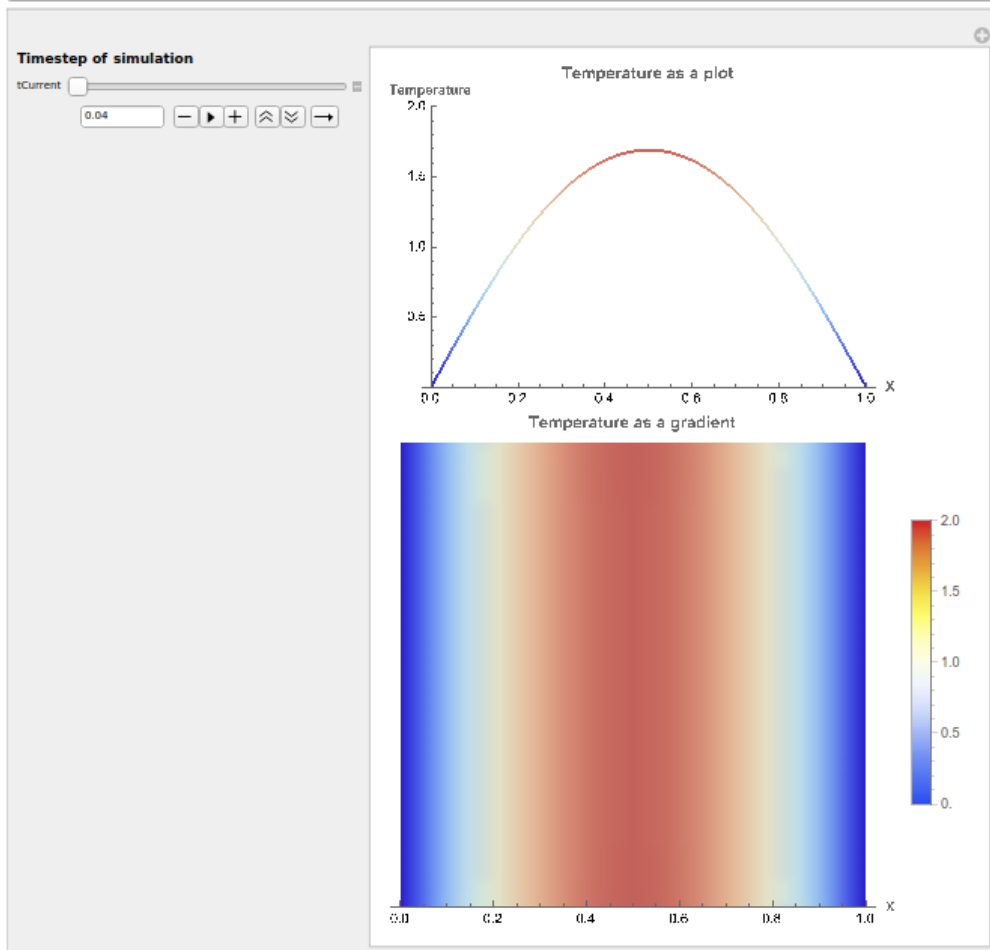 Timestep of simulation
tCurrent
0.04
Temperature as a plot
Temperature
2.0
1.5
1.0
0.5
0.0 0.2 0.4 0.6 0.8 1.0 X
Temperature as a gradient
2.0
1.5
1.0
0.5
0.
0.0 0.2 0.4 0.6 0.8 1.0 X